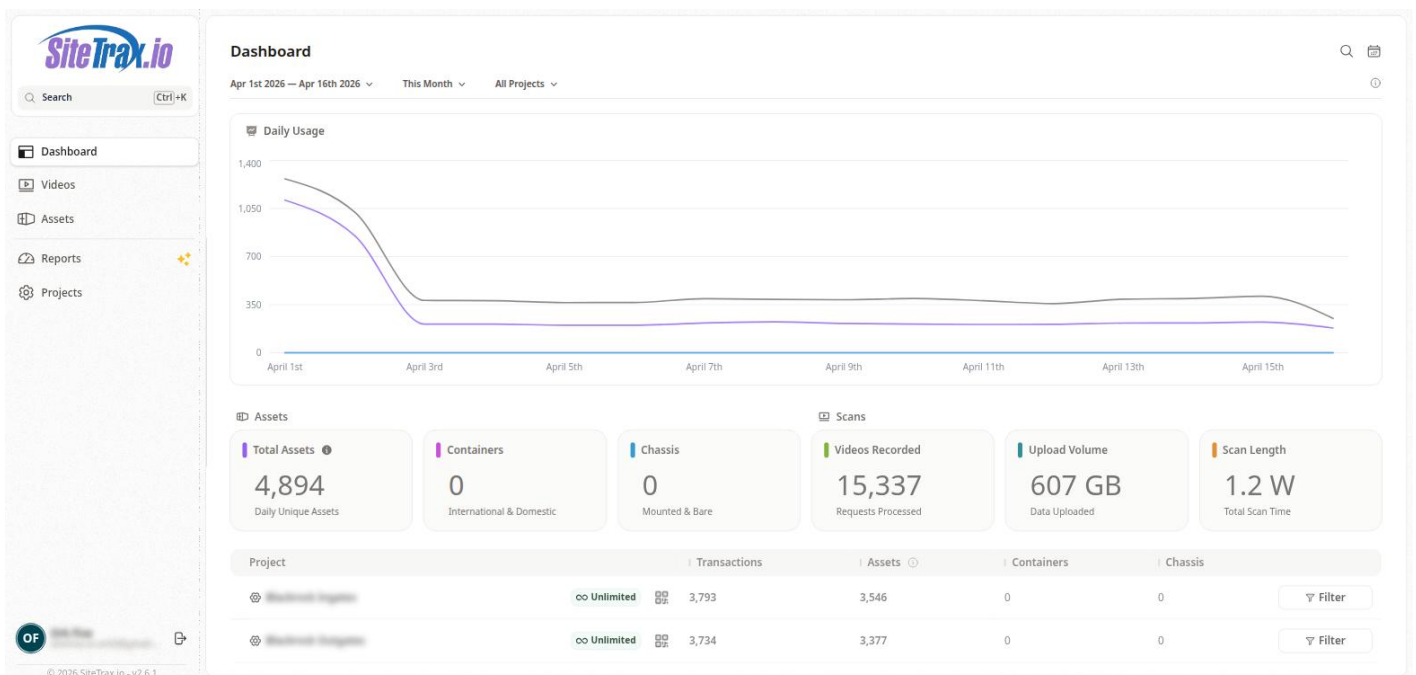 SiteTrax.io
Search Ctrl+K
Dashboard
Videos
Assets
Reports
Projects
OF
© 2026 SiteTrax.io - v2.6.1
Dashboard
Apr 1st 2026 — Apr 16th 2026 This Month All Projects
Daily Usage
1,400
1,050
700
350
0
April 1st April 3rd April 5th April 7th April 9th April 11th April 13th April 15th
Assets
Total Assets
4,894
Daily Unique Assets
Containers
0
International & Domestic
Chassis
0
Mounted & Bare
Scans
Videos Recorded
15,337
Requests Processed
Upload Volume
607 GB
Data Uploaded
Scan Length
1.2 W
Total Scan Time
Project Transactions Assets Containers Chassis
Unlimited 3,793 3,546 0 0 Filter
Unlimited 3,734 3,377 0 0 Filter